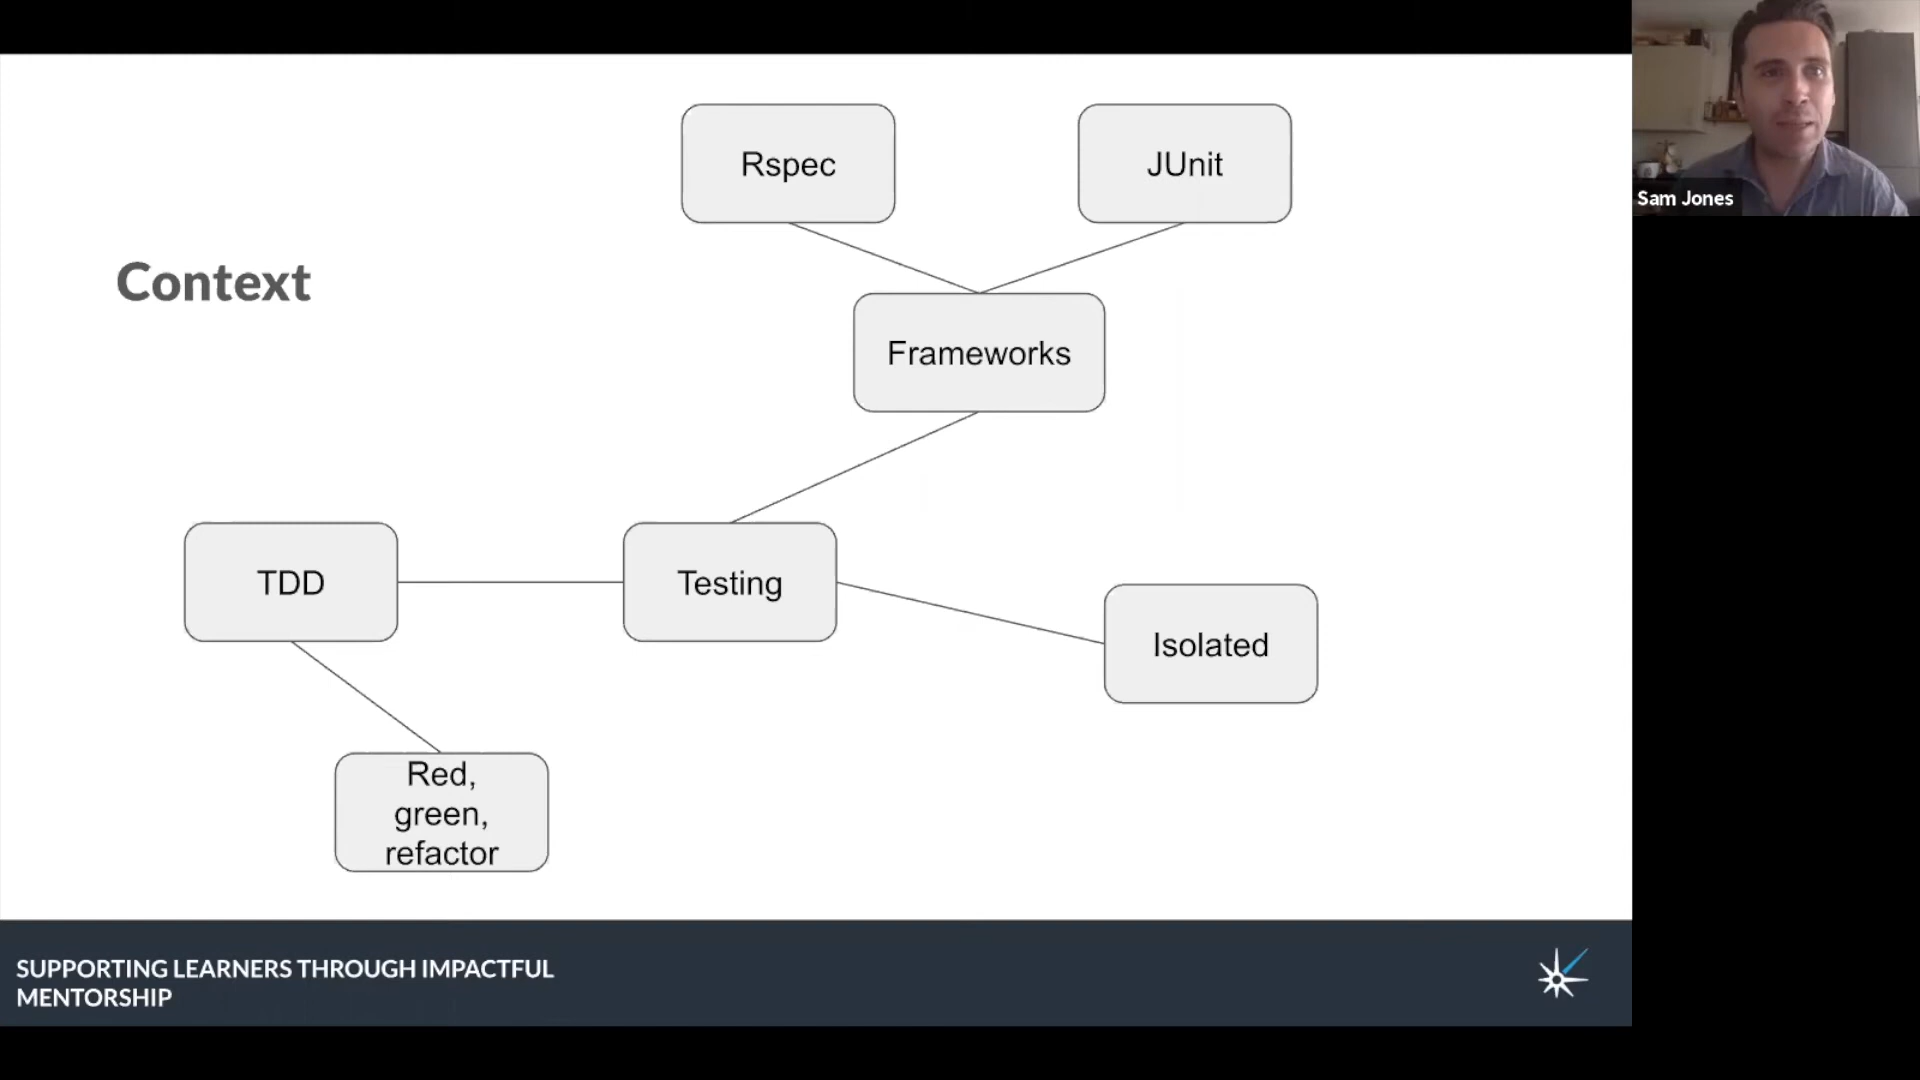 Rspec
JUnit
Sam Jones
Context
Frameworks
TDD
Testing
Isolated
Red,
green,
refactor
SUPPORTING LEARNERS THROUGH IMPACTFUL
MENTORSHIP